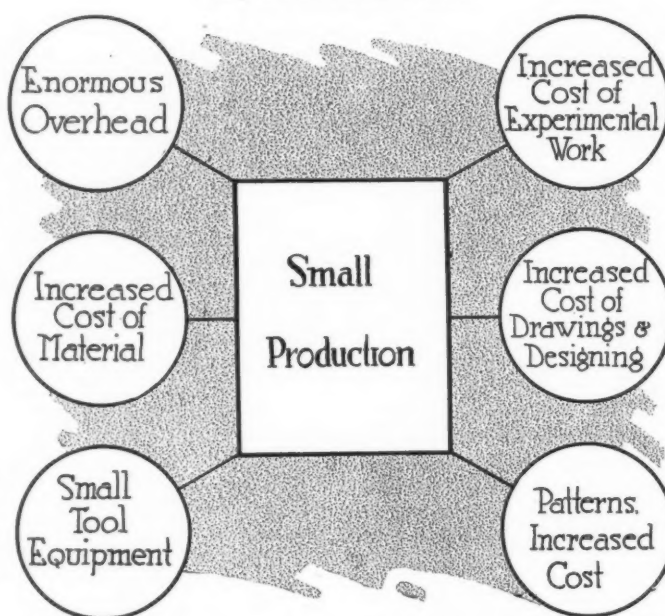 Enormous
Overhead
Increased
Cost of
Experimental
Work
Increased
Cost of
Material
Small
Production
Increased
Cost of
Drawings &
Designing
Small
Tool
Equipment
Patterns.
Increased
Cost